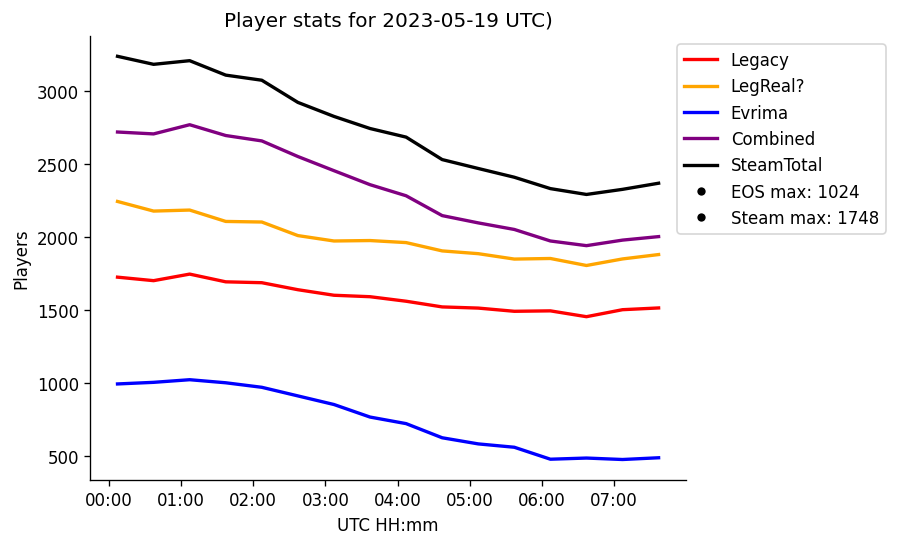 Player stats for 2023-05-19 UTC)
Players
3000
2500
2000
1500
1000
500
00:00 01:00 02:00 03:00 04:00 05:00 06:00 07:00
UTC HH:mm
Legacy
LegReal?
Evrima
Combined
SteamTotal
EOS max: 1024
Steam max: 1748